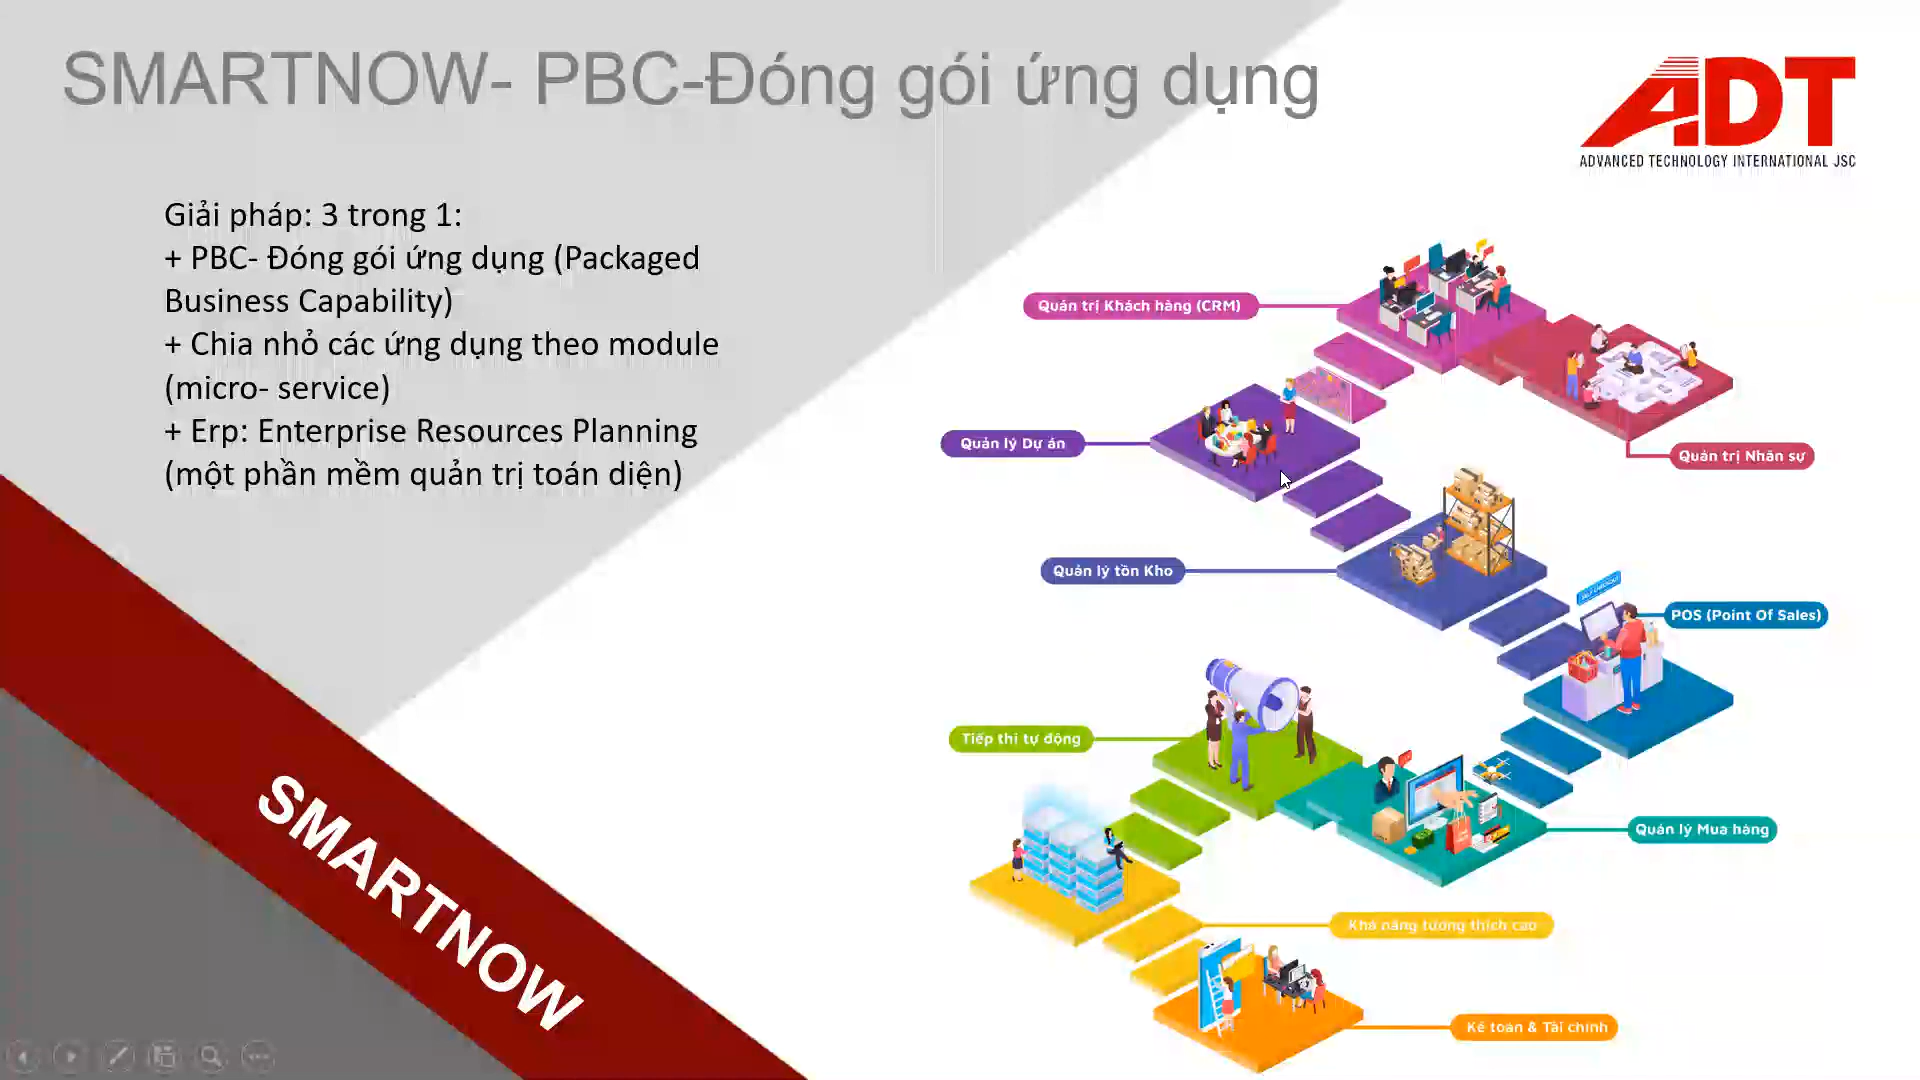 SMARTNOW- PBC-Đóng gói ứng dụng
ADT
ADVANCED TECHNOLOGY INTERNATIONAL JSC
Giải pháp: 3 trong 1:
+ PBC- Đóng gói ứng dụng (Packaged
Business Capability)
+ Chia nhỏ các ứng dụng theo module
(micro- service)
+ Erp: Enterprise Resources Planning
(một phần mềm quản trị toán diện)
Quản trị Khách hàng (CRM)
Quản lý Dự án
Quản trị Nhân sự
Quản lý tồn Kho
POS (Point Of Sales)
Tiếp thị tự động
Quản lý Mua hàng
Khả năng tương thích cao
Kế toán & Tài chính
SMARTNOW